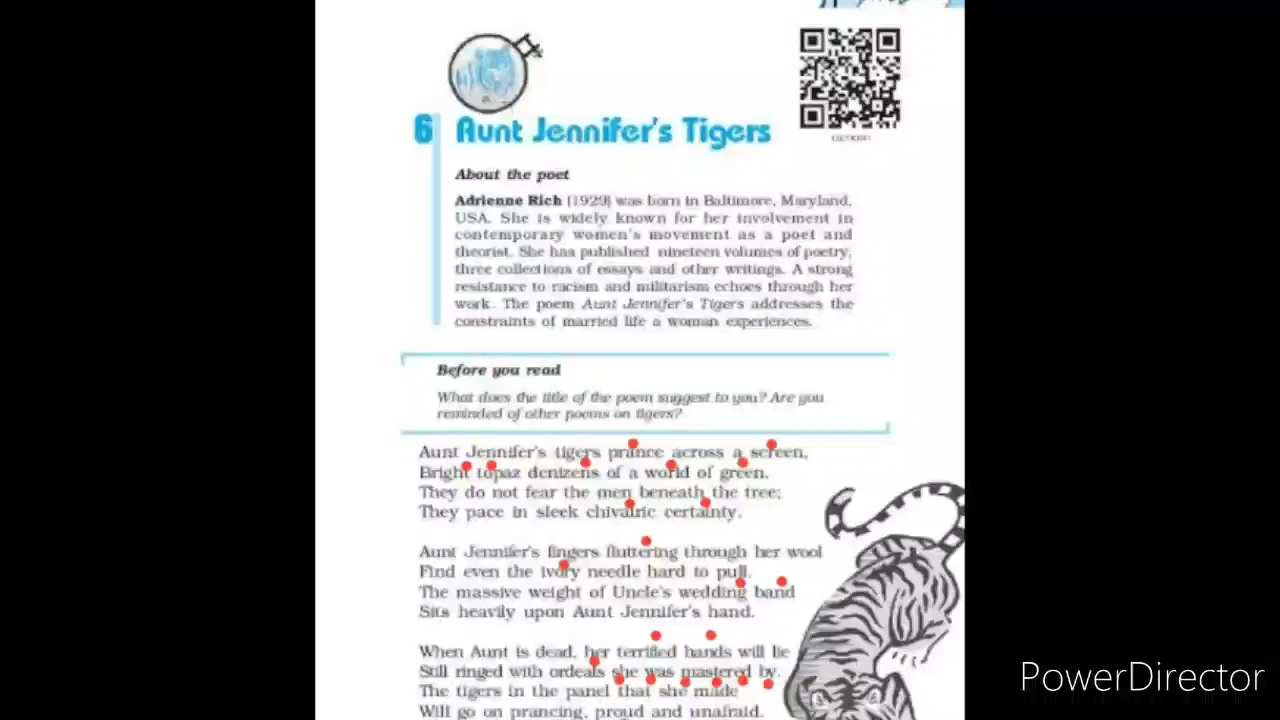 6 Aunt Jennifer's Tigers
About the poet
Adrienne Rich (1929) was born in Baltimore, Maryland,
USA. She is widely known for her involvement in
contemporary women's movement as a poet and
theorist. She has published nineteen volumes of poetry,
three collections of essays and other writings. A strong
resistance to racism and militarism echoes through her
work. The poem Aunt Jennifer's Tigers addresses the
constraints of married life a woman experiences.
Before you read
What does the title of the poem suggest to you? Are you
reminded of other poems on tigers?
Aunt Jennifer's tigers prance across a screen,
Bright topaz denizens of a world of green.
They do not fear the men beneath the tree;
They pace in sleek chivalric certainty.
Aunt Jennifer's fingers fluttering through her wool
Find even the ivory needle hard to pull.
The massive weight of Uncle's wedding band
Sits heavily upon Aunt Jennifer's hand.
When Aunt is dead, her terrified hands will lie
Still ringed with ordeals she was mastered by.
The tigers in the panel that she made
Will go on prancing, proud and unafraid.
PowerDirector